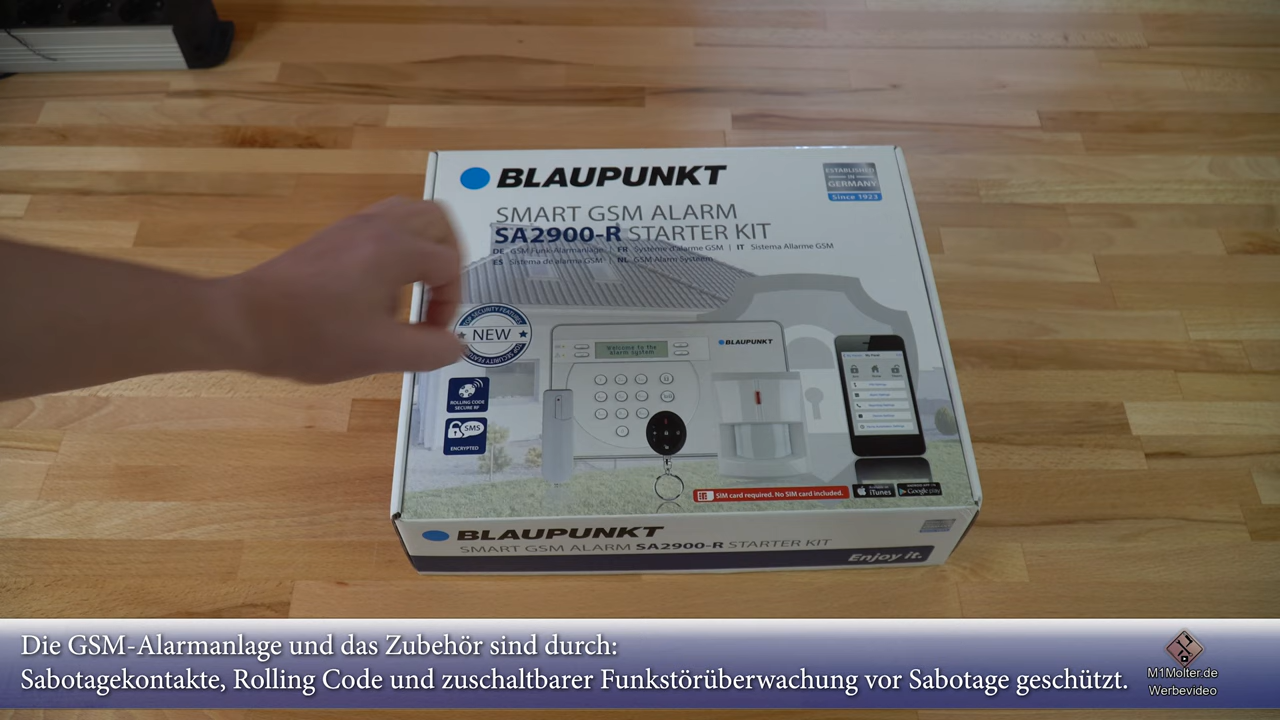 BLAUPUNKT
ESTABLISHED
IN
GERMANY
Since 1923
SMART GSM ALARM
SA2900-R STARTER KIT
DE GSM Funk-Alarmanlage | FR Système d'alarme GSM | IT Sistema Allarme GSM
ES Sistema de alarma GSM | NL GSM Alarm Systeem
NEW
Welcome to the
alarm system
BLAUPUNKT
ROLLING CODE
SECURE RF
SMS
ENCRYPTED
SIM card required. No SIM card included.
iTunes
Google play
BLAUPUNKT
SMART GSM ALARM SA2900-R STARTER KIT
Enjoy it.
Die GSM-Alarmanlage und das Zubehör sind durch:
Sabotagekontakte, Rolling Code und zuschaltbarer Funkstörüberwachung vor Sabotage geschützt.
M1Molter.de
Werbevideo